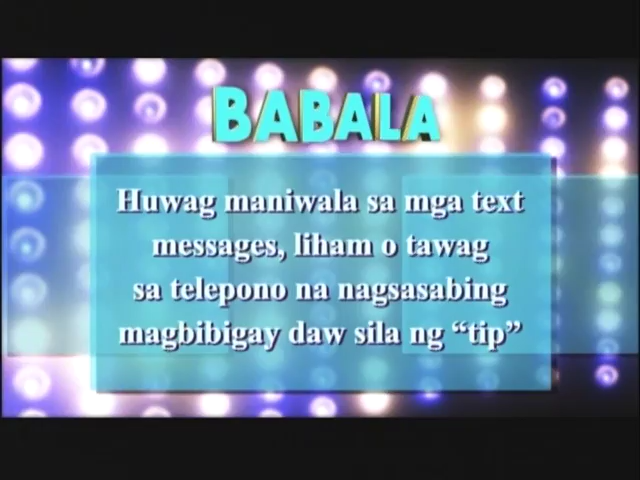 BABALA
Huwag maniwala sa mga text
messages, liham o tawag
sa telepono na nagsasabing
magbibigay daw sila ng “tip”